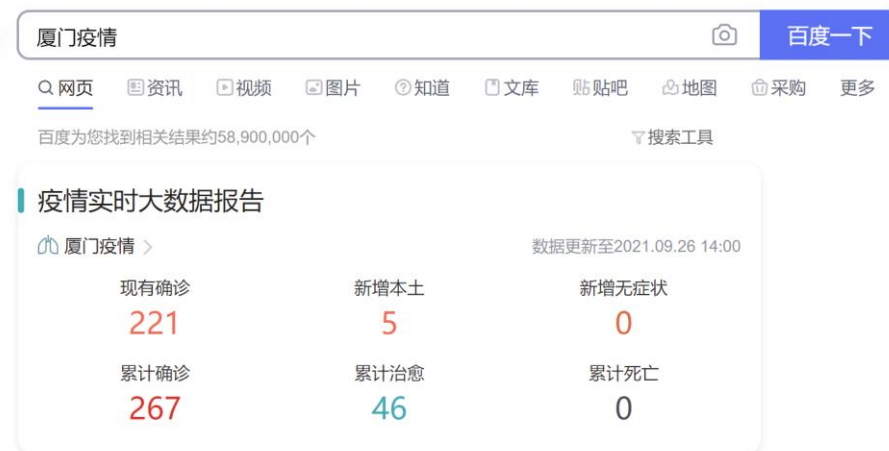 厦门疫情
百度一下
网页 资讯 视频 图片 知道 文库 贴吧 地图 采购 更多
百度为您找到相关结果约58,900,000个 搜索工具
疫情实时大数据报告
厦门疫情 数据更新至2021.09.26 14:00
现有确诊 新增本土 新增无症状
221 5 0
累计确诊 累计治愈 累计死亡
267 46 0